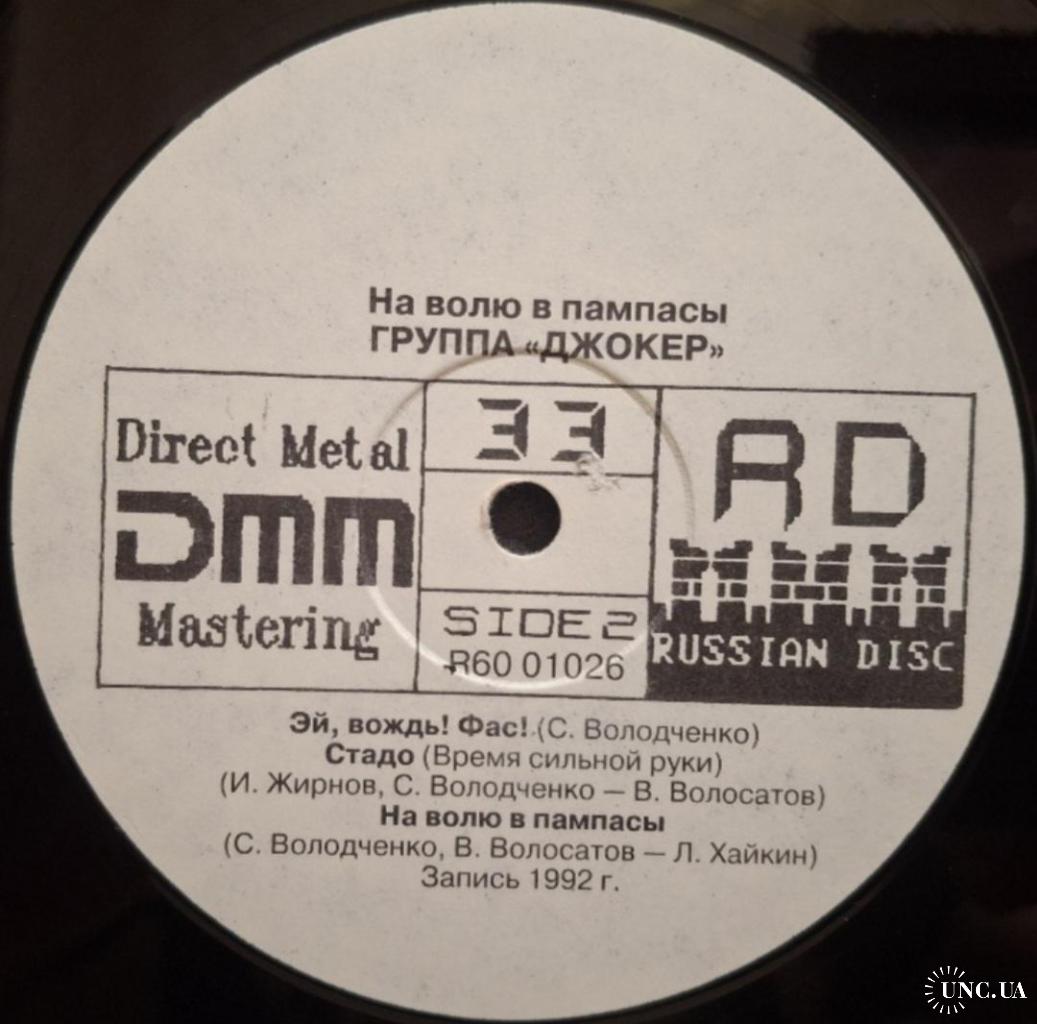 На волю в пампасы
ГРУППА «ДЖОКЕР»
Direct Metal
DMM
Mastering
33
SIDE 2
R60 01026
RD
RUSSIAN DISC
Эй, вождь! Фас! (С. Володченко)
Стадо (Время сильной руки)
(И. Жирнов, С. Володченко — В. Волосатов)
На волю в пампасы
(С. Володченко, В. Волосатов — Л. Хайкин)
Запись 1992 г.
UNC.UA